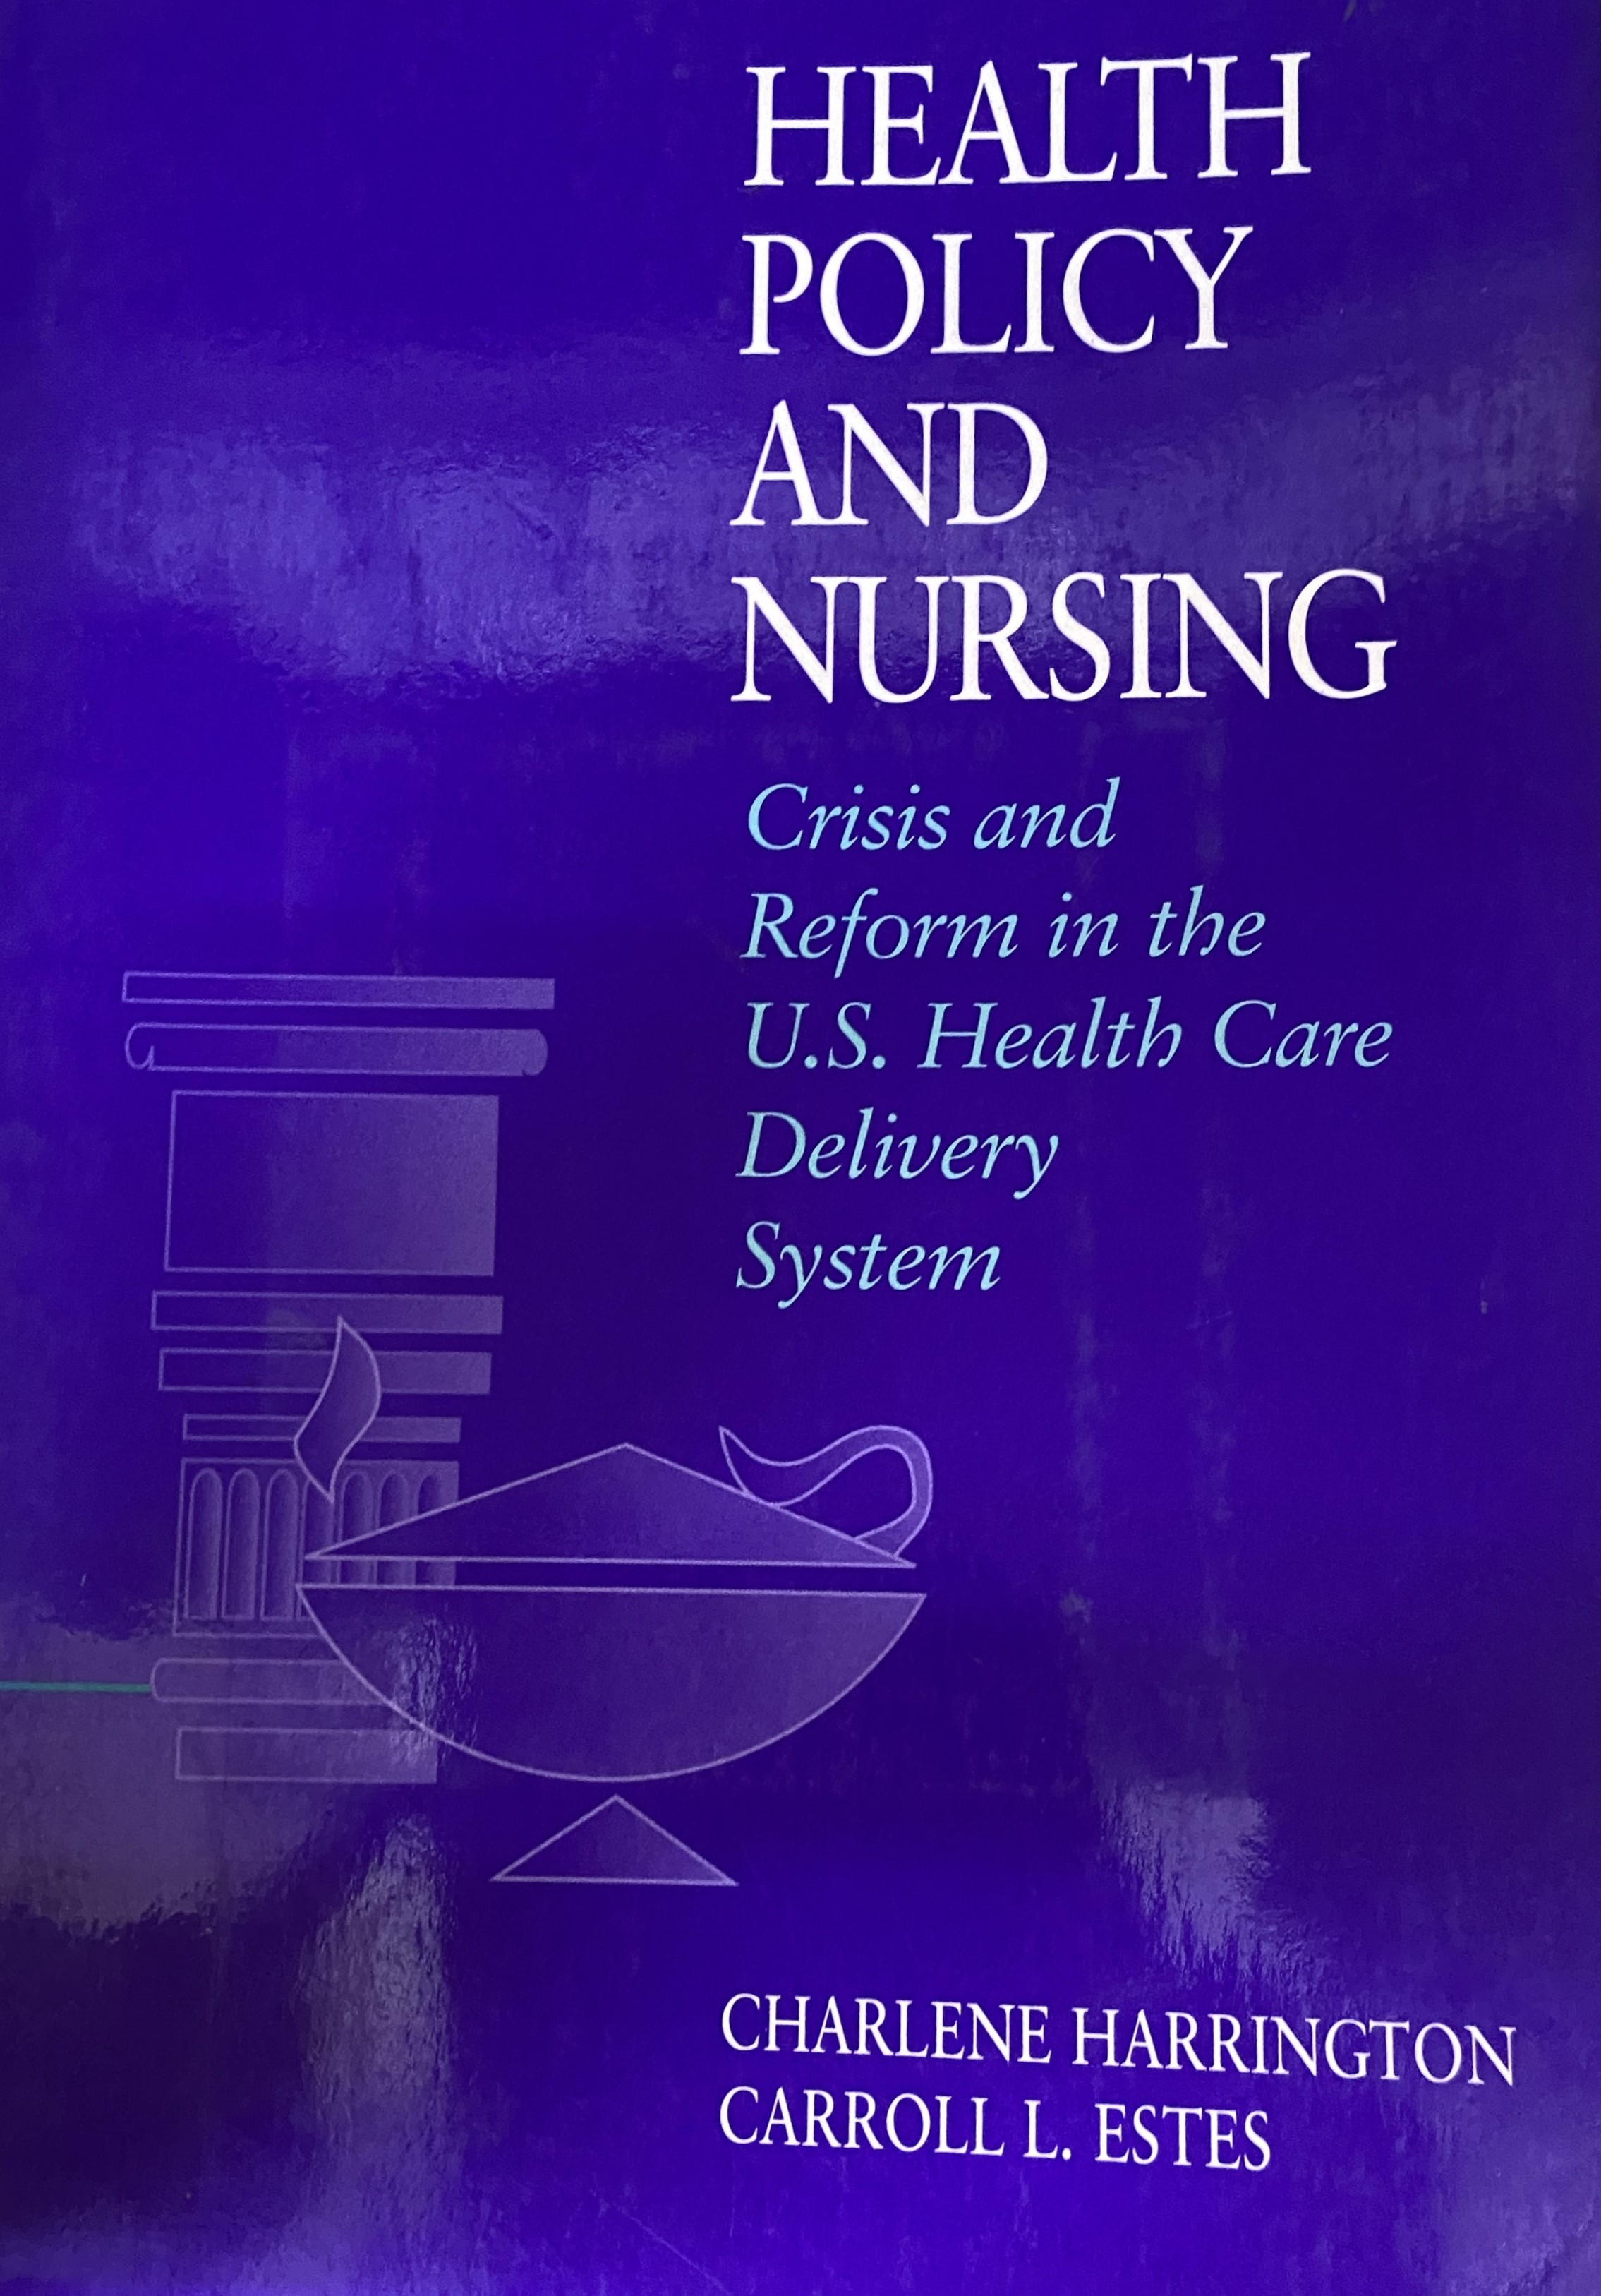 HEALTH
POLICY
AND
NURSING
Crisis and
Reform in the
U.S. Health Care
Delivery
System
CHARLENE HARRINGTON
CARROLL L. ESTES